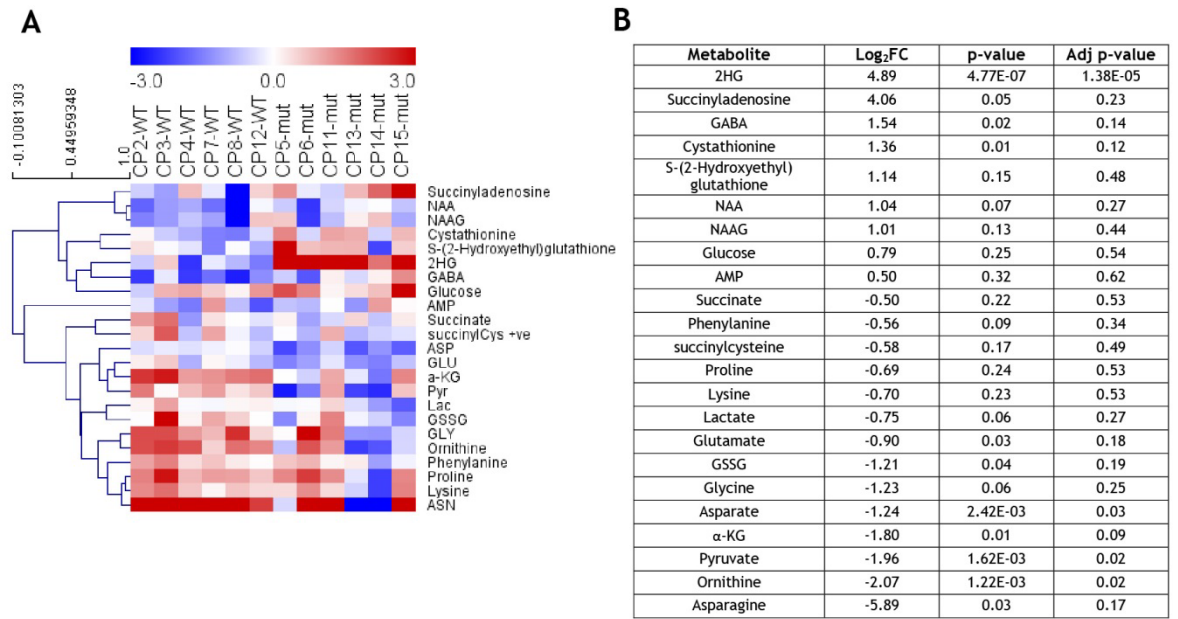 A
-3.0 0.0 3.0
-0.10081303
0.44959348
1.0
CP2-WT
CP3-WT
CP4-WT
CP7-WT
CP8-WT
CP12-WT
CP5-mut
CP6-mut
CP11-mut
CP13-mut
CP14-mut
CP15-mut
Succinyladenosine
NAA
NAAG
Cystathionine
S-(2-Hydroxyethyl)glutathione
2HG
GABA
Glucose
AMP
Succinate
succinylCys +ve
ASP
GLU
a-KG
Pyr
Lac
GSSG
GLY
Ornithine
Phenylanine
Proline
Lysine
ASN
B
Metabolite Log₂FC p-value Adj p-value
2HG 4.89 4.77E-07 1.38E-05
Succinyladenosine 4.06 0.05 0.23
GABA 1.54 0.02 0.14
Cystathionine 1.36 0.01 0.12
S-(2-Hydroxyethyl)
glutathione 1.14 0.15 0.48
NAA 1.04 0.07 0.27
NAAG 1.01 0.13 0.44
Glucose 0.79 0.25 0.54
AMP 0.50 0.32 0.62
Succinate -0.50 0.22 0.53
Phenylanine -0.56 0.09 0.34
succinylcysteine -0.58 0.17 0.49
Proline -0.69 0.24 0.53
Lysine -0.70 0.23 0.53
Lactate -0.75 0.06 0.27
Glutamate -0.90 0.03 0.18
GSSG -1.21 0.04 0.19
Glycine -1.23 0.06 0.25
Asparate -1.24 2.42E-03 0.03
α-KG -1.80 0.01 0.09
Pyruvate -1.96 1.62E-03 0.02
Ornithine -2.07 1.22E-03 0.02
Asparagine -5.89 0.03 0.17